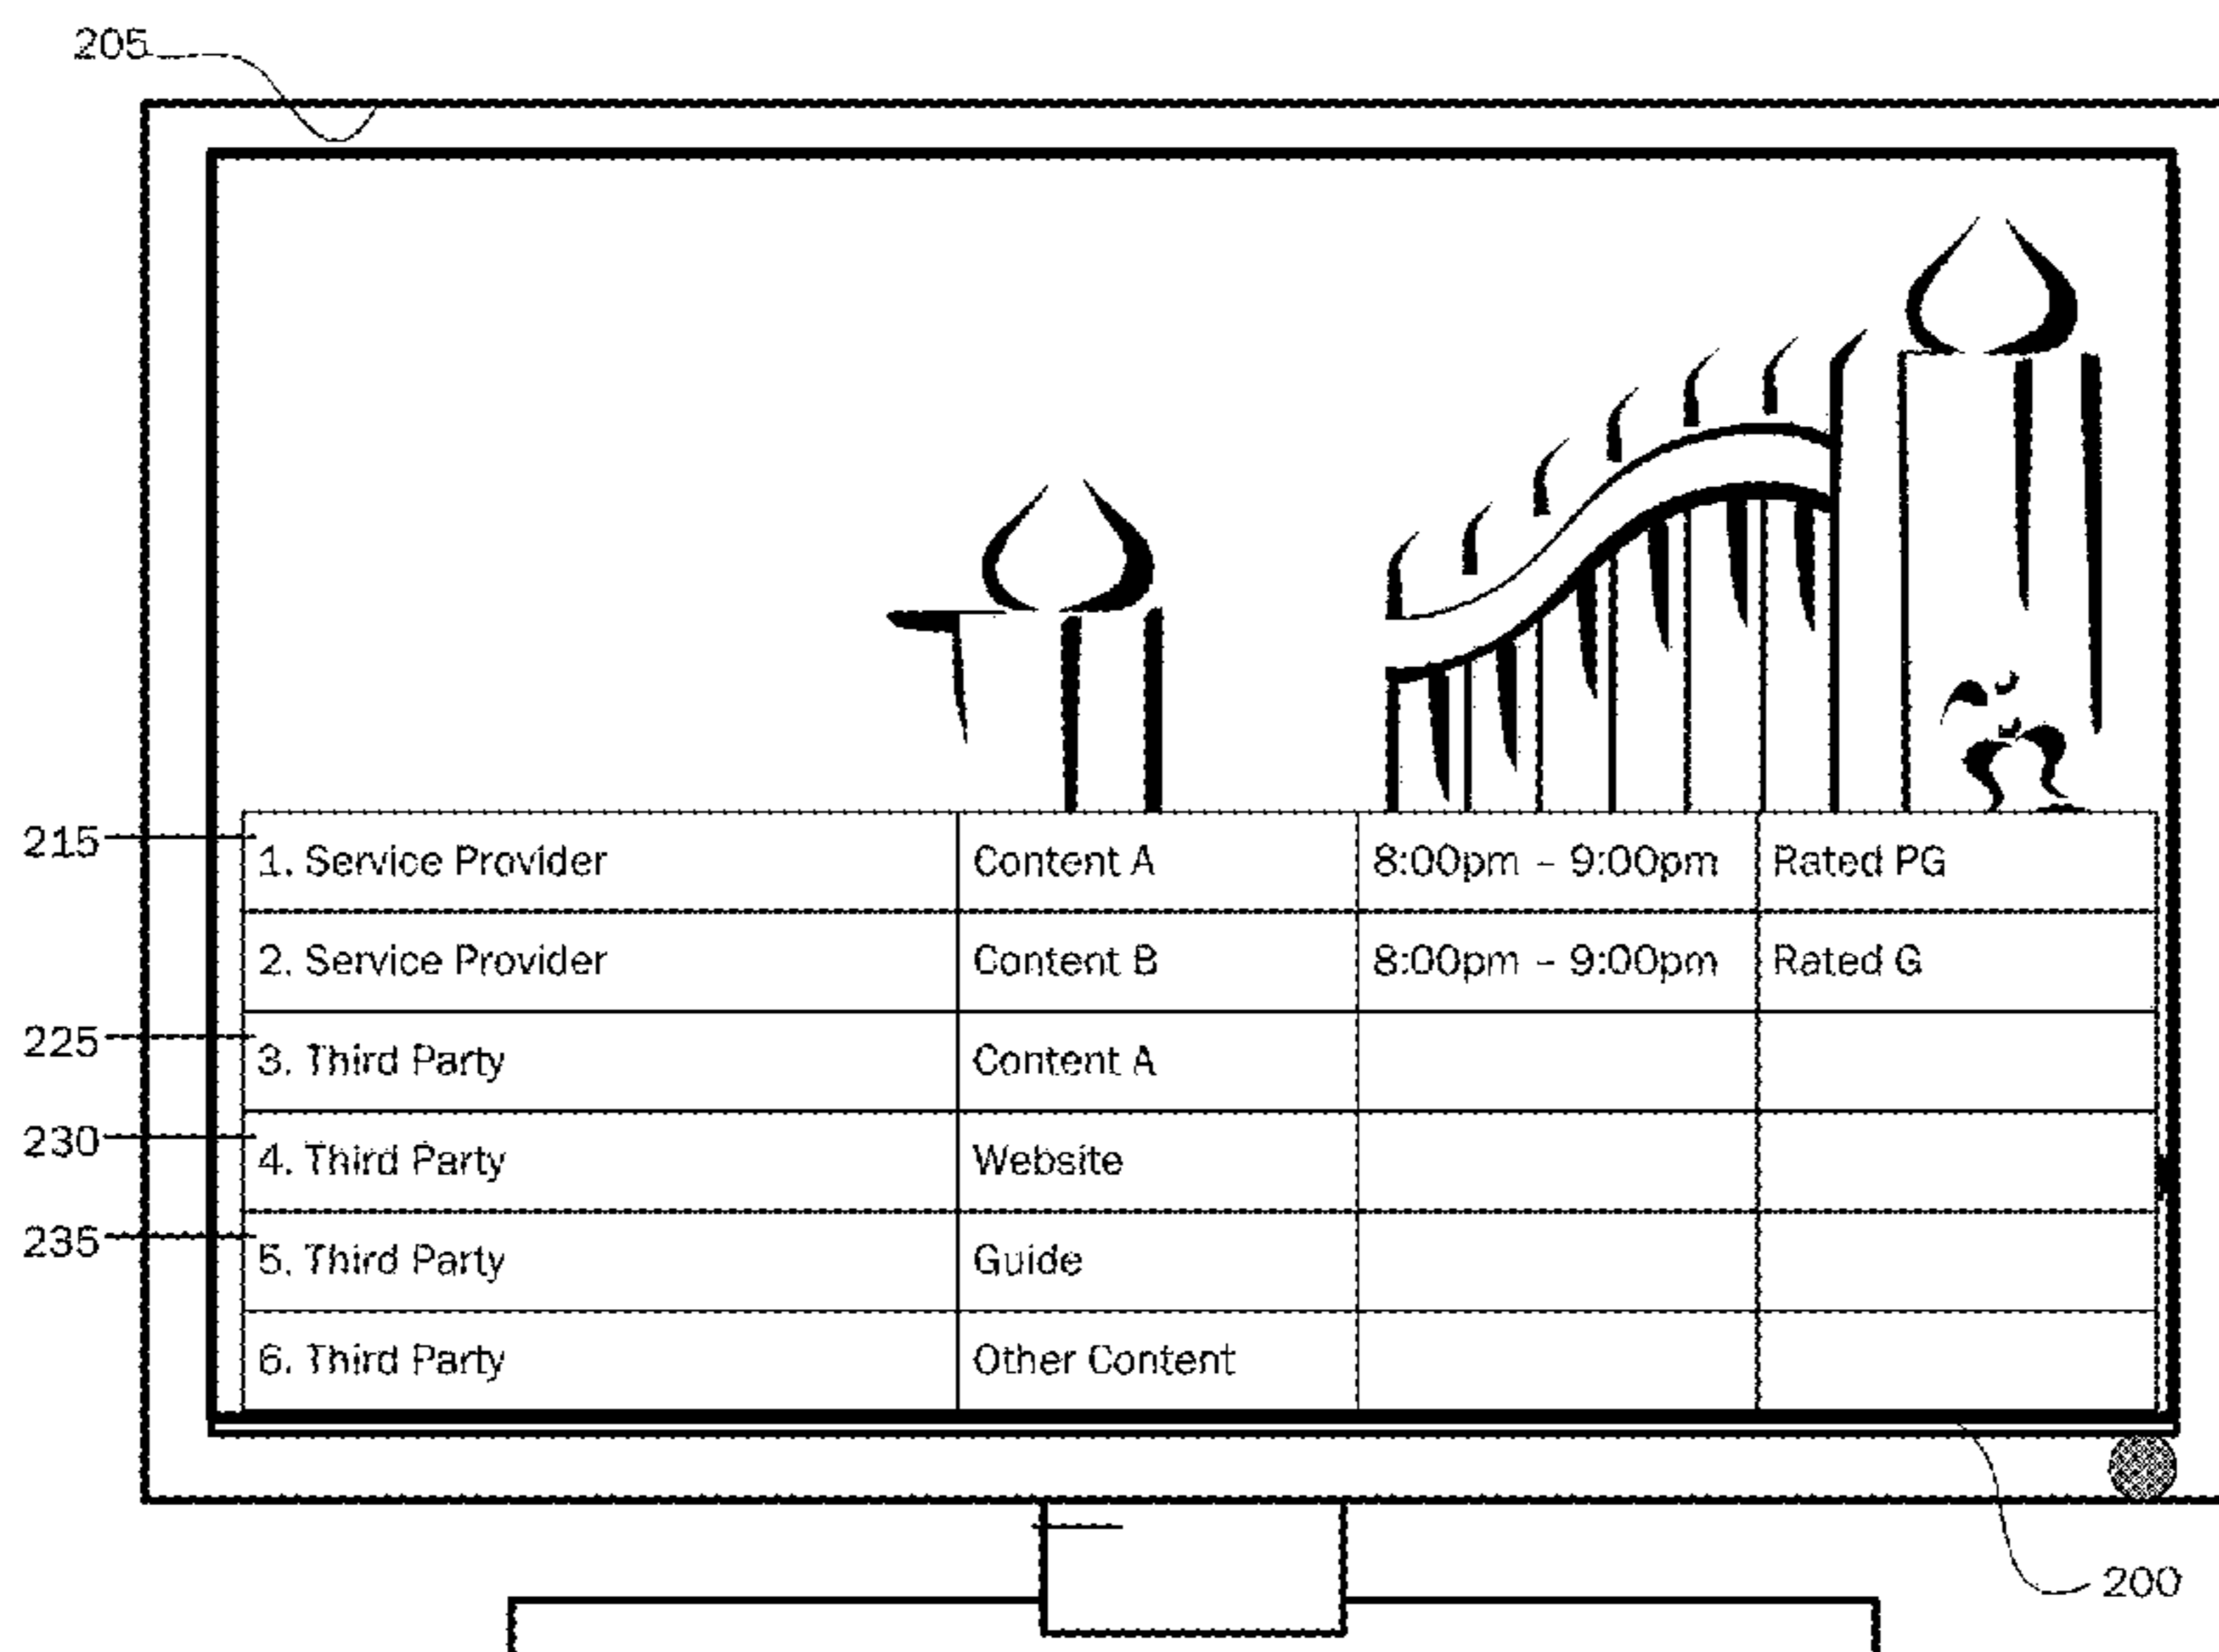 205
215 1. Service Provider Content A 8:00pm – 9:00pm Rated PG
2. Service Provider Content B 8:00pm – 9:00pm Rated G
225 3. Third Party Content A
230 4. Third Party Website
235 5. Third Party Guide
6. Third Party Other Content
200